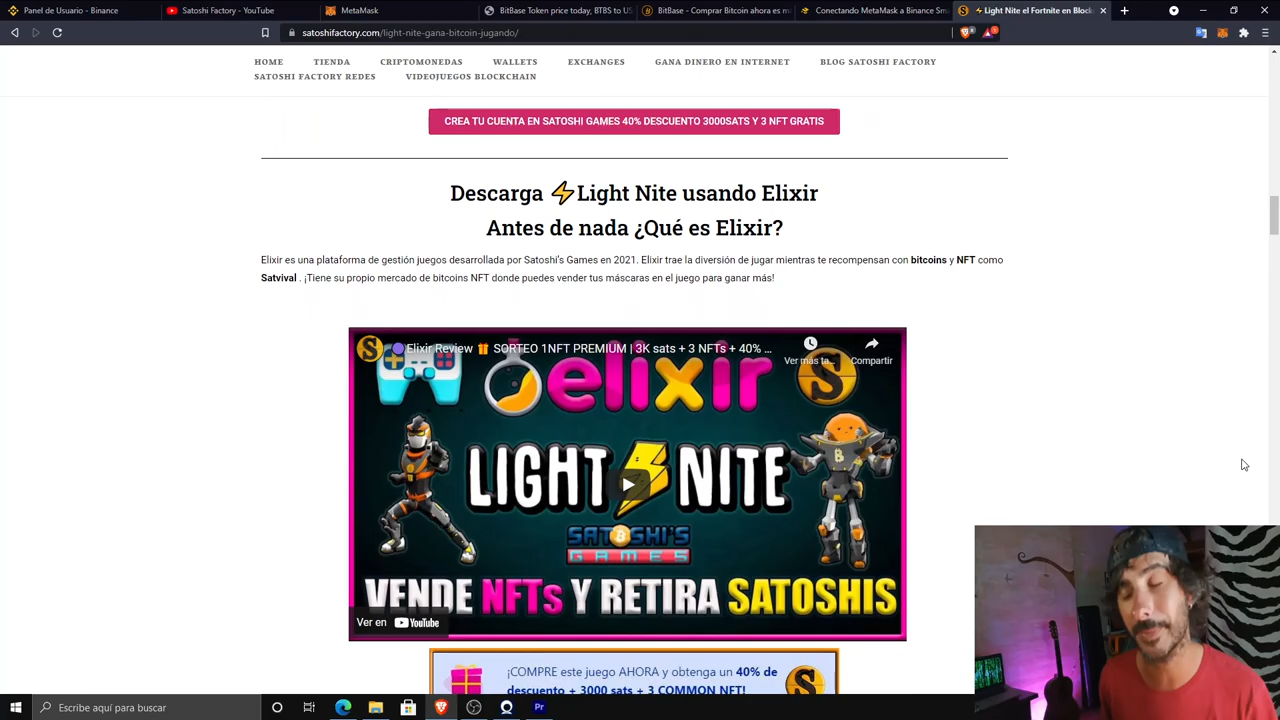 Panel de Usuario - Binance
Satoshi Factory - YouTube
MetaMask
BitBase Token price today, BTBS to US
BitBase - Comprar Bitcoin ahora es m
Conectando MetaMask a Binance Sm
Light Nite el Fortnite en Block
satoshifactory.com/light-nite-gana-bitcoin-jugando/
HOME TIENDA CRIPTOMONEDAS WALLETS EXCHANGES GANA DINERO EN INTERNET BLOG SATOSHI FACTORY
SATOSHI FACTORY REDES VIDEOJUEGOS BLOCKCHAIN
CREA TU CUENTA EN SATOSHI GAMES 40% DESCUENTO 3000SATS Y 3 NFT GRATIS
Descarga ⚡Light Nite usando Elixir
Antes de nada ¿Qué es Elixir?
Elixir es una plataforma de gestión juegos desarrollada por Satoshi's Games en 2021. Elixir trae la diversión de jugar mientras te recompensan con bitcoins y NFT como
Satvival . ¡Tiene su propio mercado de bitcoins NFT donde puedes vender tus máscaras en el juego para ganar más!
Elixir Review 🎁 SORTEO 1NFT PREMIUM | 3K sats + 3 NFTs + 40% ...
Ver más ta...
Compartir
elixir
LIGHT NITE
SATOSHI'S
GAMES
VENDE NFTs Y RETIRA SATOSHIS
Ver en YouTube
¡COMPRE este juego AHORA y obtenga un 40% de
descuento + 3000 sats + 3 COMMON NFT!
Escribe aquí para buscar
Pr